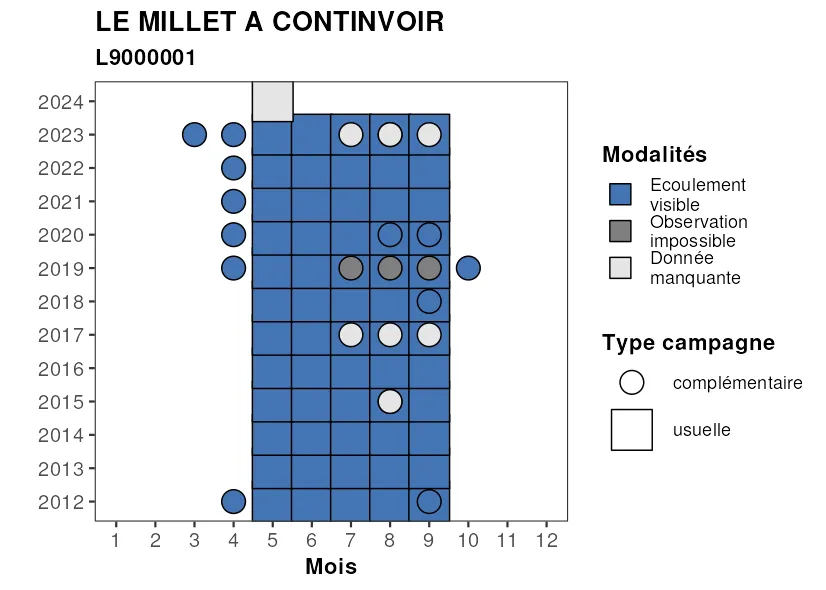 LE MILLET A CONTINVOIR
L9000001
2024
2023
2022
2021
2020
2019
2018
2017
2016
2015
2014
2013
2012
1 2 3 4 5 6 7 8 9 10 11 12
Mois
Modalités
Ecoulement
visible
Observation
impossible
Donnée
manquante
Type campagne
complémentaire
usuelle